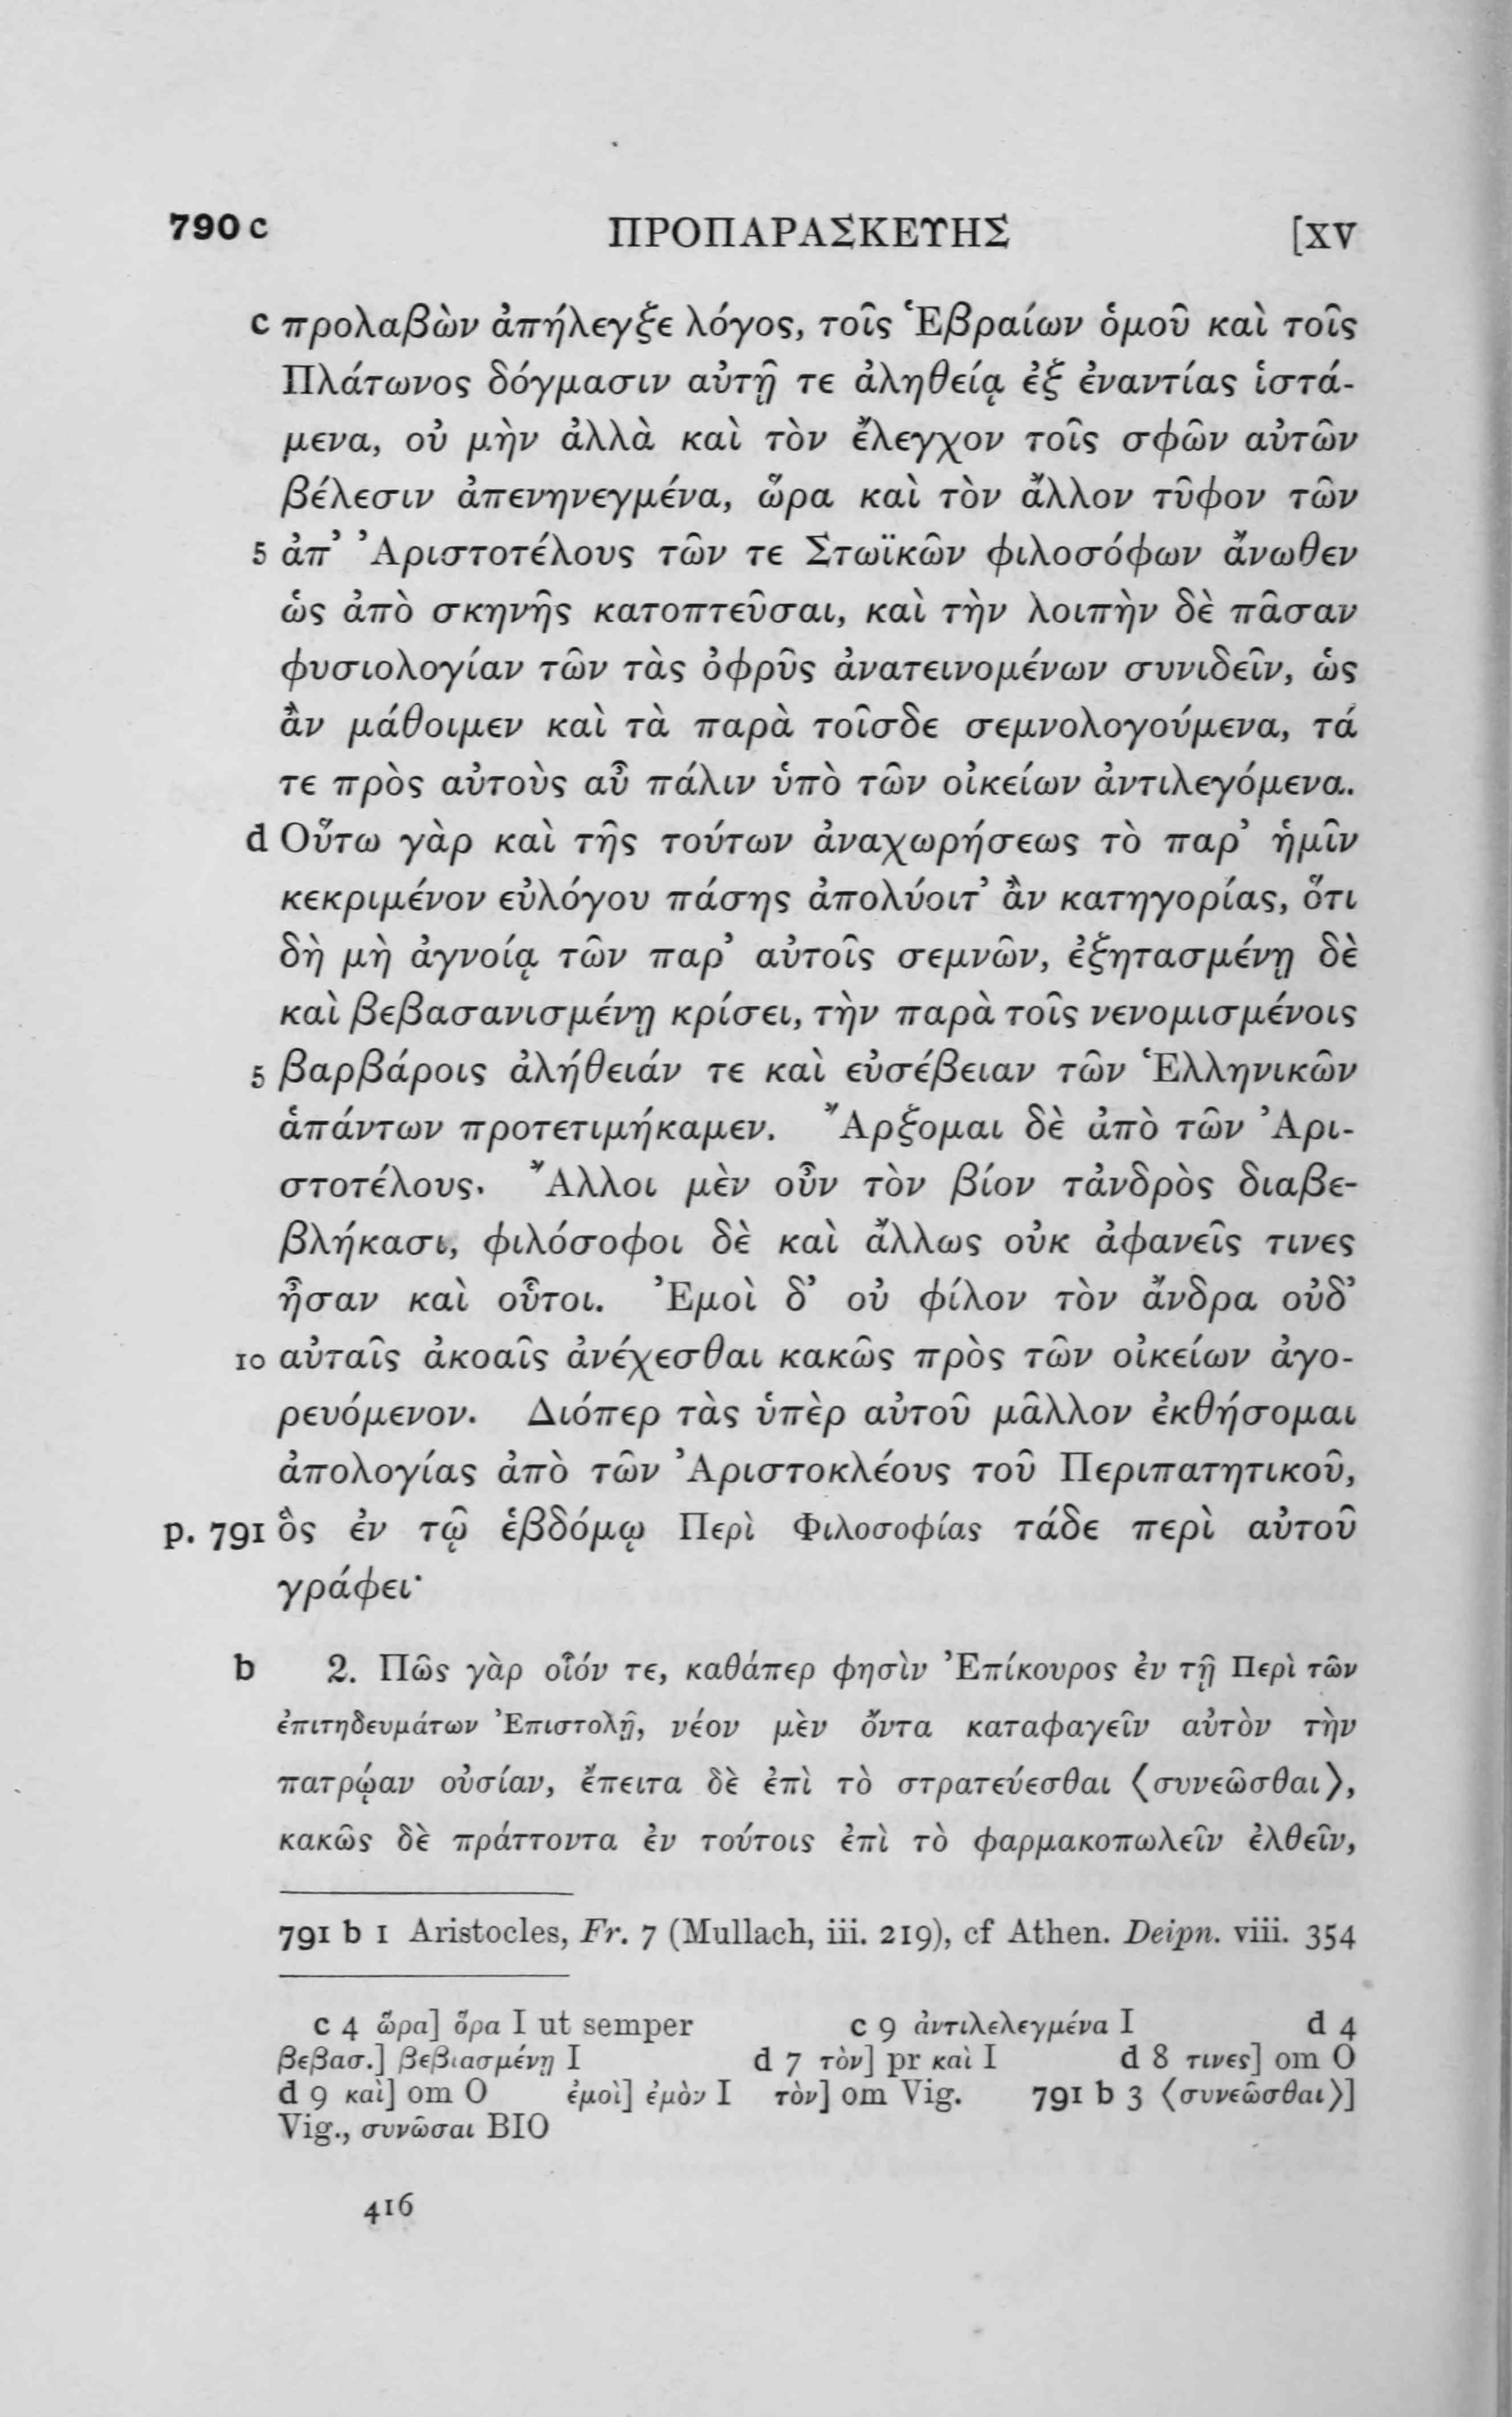 790 c ΠΡΟΠΑΡΑΣΚΕΥΗΣ [XV
c προλαβὼν ἀπήλεγξε λόγος, τοῖς Ἑβραίων ὁμοῦ καὶ τοῖς
Πλάτωνος δόγμασιν αὐτῇ τε ἀληθείᾳ ἐξ ἐναντίας ἱστά-
μενα, οὐ μὴν ἀλλὰ καὶ τὸν ἔλεγχον τοῖς σφῶν αὐτῶν
βέλεσιν ἀπενηνεγμένα, ὥρα καὶ τὸν ἄλλον τῦφον τῶν
5 ἀπ’ Ἀριστοτέλους τῶν τε Στωϊκῶν φιλοσόφων ἄνωθεν
ὡς ἀπὸ σκηνῆς κατοπτεῦσαι, καὶ τὴν λοιπὴν δὲ πᾶσαν
φυσιολογίαν τῶν τὰς ὀφρῦς ἀνατεινομένων συνιδεῖν, ὡς
ἂν μάθοιμεν καὶ τὰ παρὰ τοῖσδε σεμνολογούμενα, τά
τε πρὸς αὐτοὺς αὖ πάλιν ὑπὸ τῶν οἰκείων ἀντιλεγόμενα.
d Οὕτω γὰρ καὶ τῆς τούτων ἀναχωρήσεως τὸ παρ’ ἡμῖν
κεκριμένον εὐλόγου πάσης ἀπολύοιτ’ ἂν κατηγορίας, ὅτι
δὴ μὴ ἀγνοίᾳ τῶν παρ’ αὐτοῖς σεμνῶν, ἐξητασμένῃ δὲ
καὶ βεβασανισμένῃ κρίσει, τὴν παρὰ τοῖς νενομισμένοις
5 βαρβάροις ἀλήθειάν τε καὶ εὐσέβειαν τῶν Ἑλληνικῶν
ἁπάντων προτετιμήκαμεν. Ἄρξομαι δὲ ἀπὸ τῶν Ἀρι-
στοτέλους. Ἄλλοι μὲν οὖν τὸν βίον τἀνδρὸς διαβε-
βλήκασι, φιλόσοφοι δὲ καὶ ἄλλως οὐκ ἀφανεῖς τινες
ἦσαν καὶ οὗτοι. Ἐμοὶ δ’ οὐ φίλον τὸν ἄνδρα οὐδ’
10 αὐταῖς ἀκοαῖς ἀνέχεσθαι κακῶς πρὸς τῶν οἰκείων ἀγο-
ρευόμενον. Διόπερ τὰς ὑπὲρ αὐτοῦ μᾶλλον ἐκθήσομαι
ἀπολογίας ἀπὸ τῶν Ἀριστοκλέους τοῦ Περιπατητικοῦ,
p. 791 ὃς ἐν τῷ ἑβδόμῳ Περὶ Φιλοσοφίας τάδε περὶ αὐτοῦ
γράφει·
b 2. Πῶς γὰρ οἷόν τε, καθάπερ φησὶν Ἐπίκουρος ἐν τῇ Περὶ τῶν
ἐπιτηδευμάτων Ἐπιστολῇ, νέον μὲν ὄντα καταφαγεῖν αὐτὸν τὴν
πατρῴαν οὐσίαν, ἔπειτα δὲ ἐπὶ τὸ στρατεύεσθαι ⟨συνεῶσθαι⟩,
κακῶς δὲ πράττοντα ἐν τούτοις ἐπὶ τὸ φαρμακοπωλεῖν ἐλθεῖν,
791 b 1 Aristocles, Fr. 7 (Mullach, iii. 219), cf Athen. Deipn. viii. 354
c 4 ὥρα] ὅρα I ut semper c 9 ἀντιλελεγμένα I d 4
βεβασ.] βεβιασμένῃ I d 7 τὸν] pr καὶ I d 8 τινες] om O
d 9 καὶ] om O ἐμοὶ] ἐμὸν I τὸν] om Vig. 791 b 3 ⟨συνεῶσθαι⟩]
Vig., συνῶσαι BIO
416